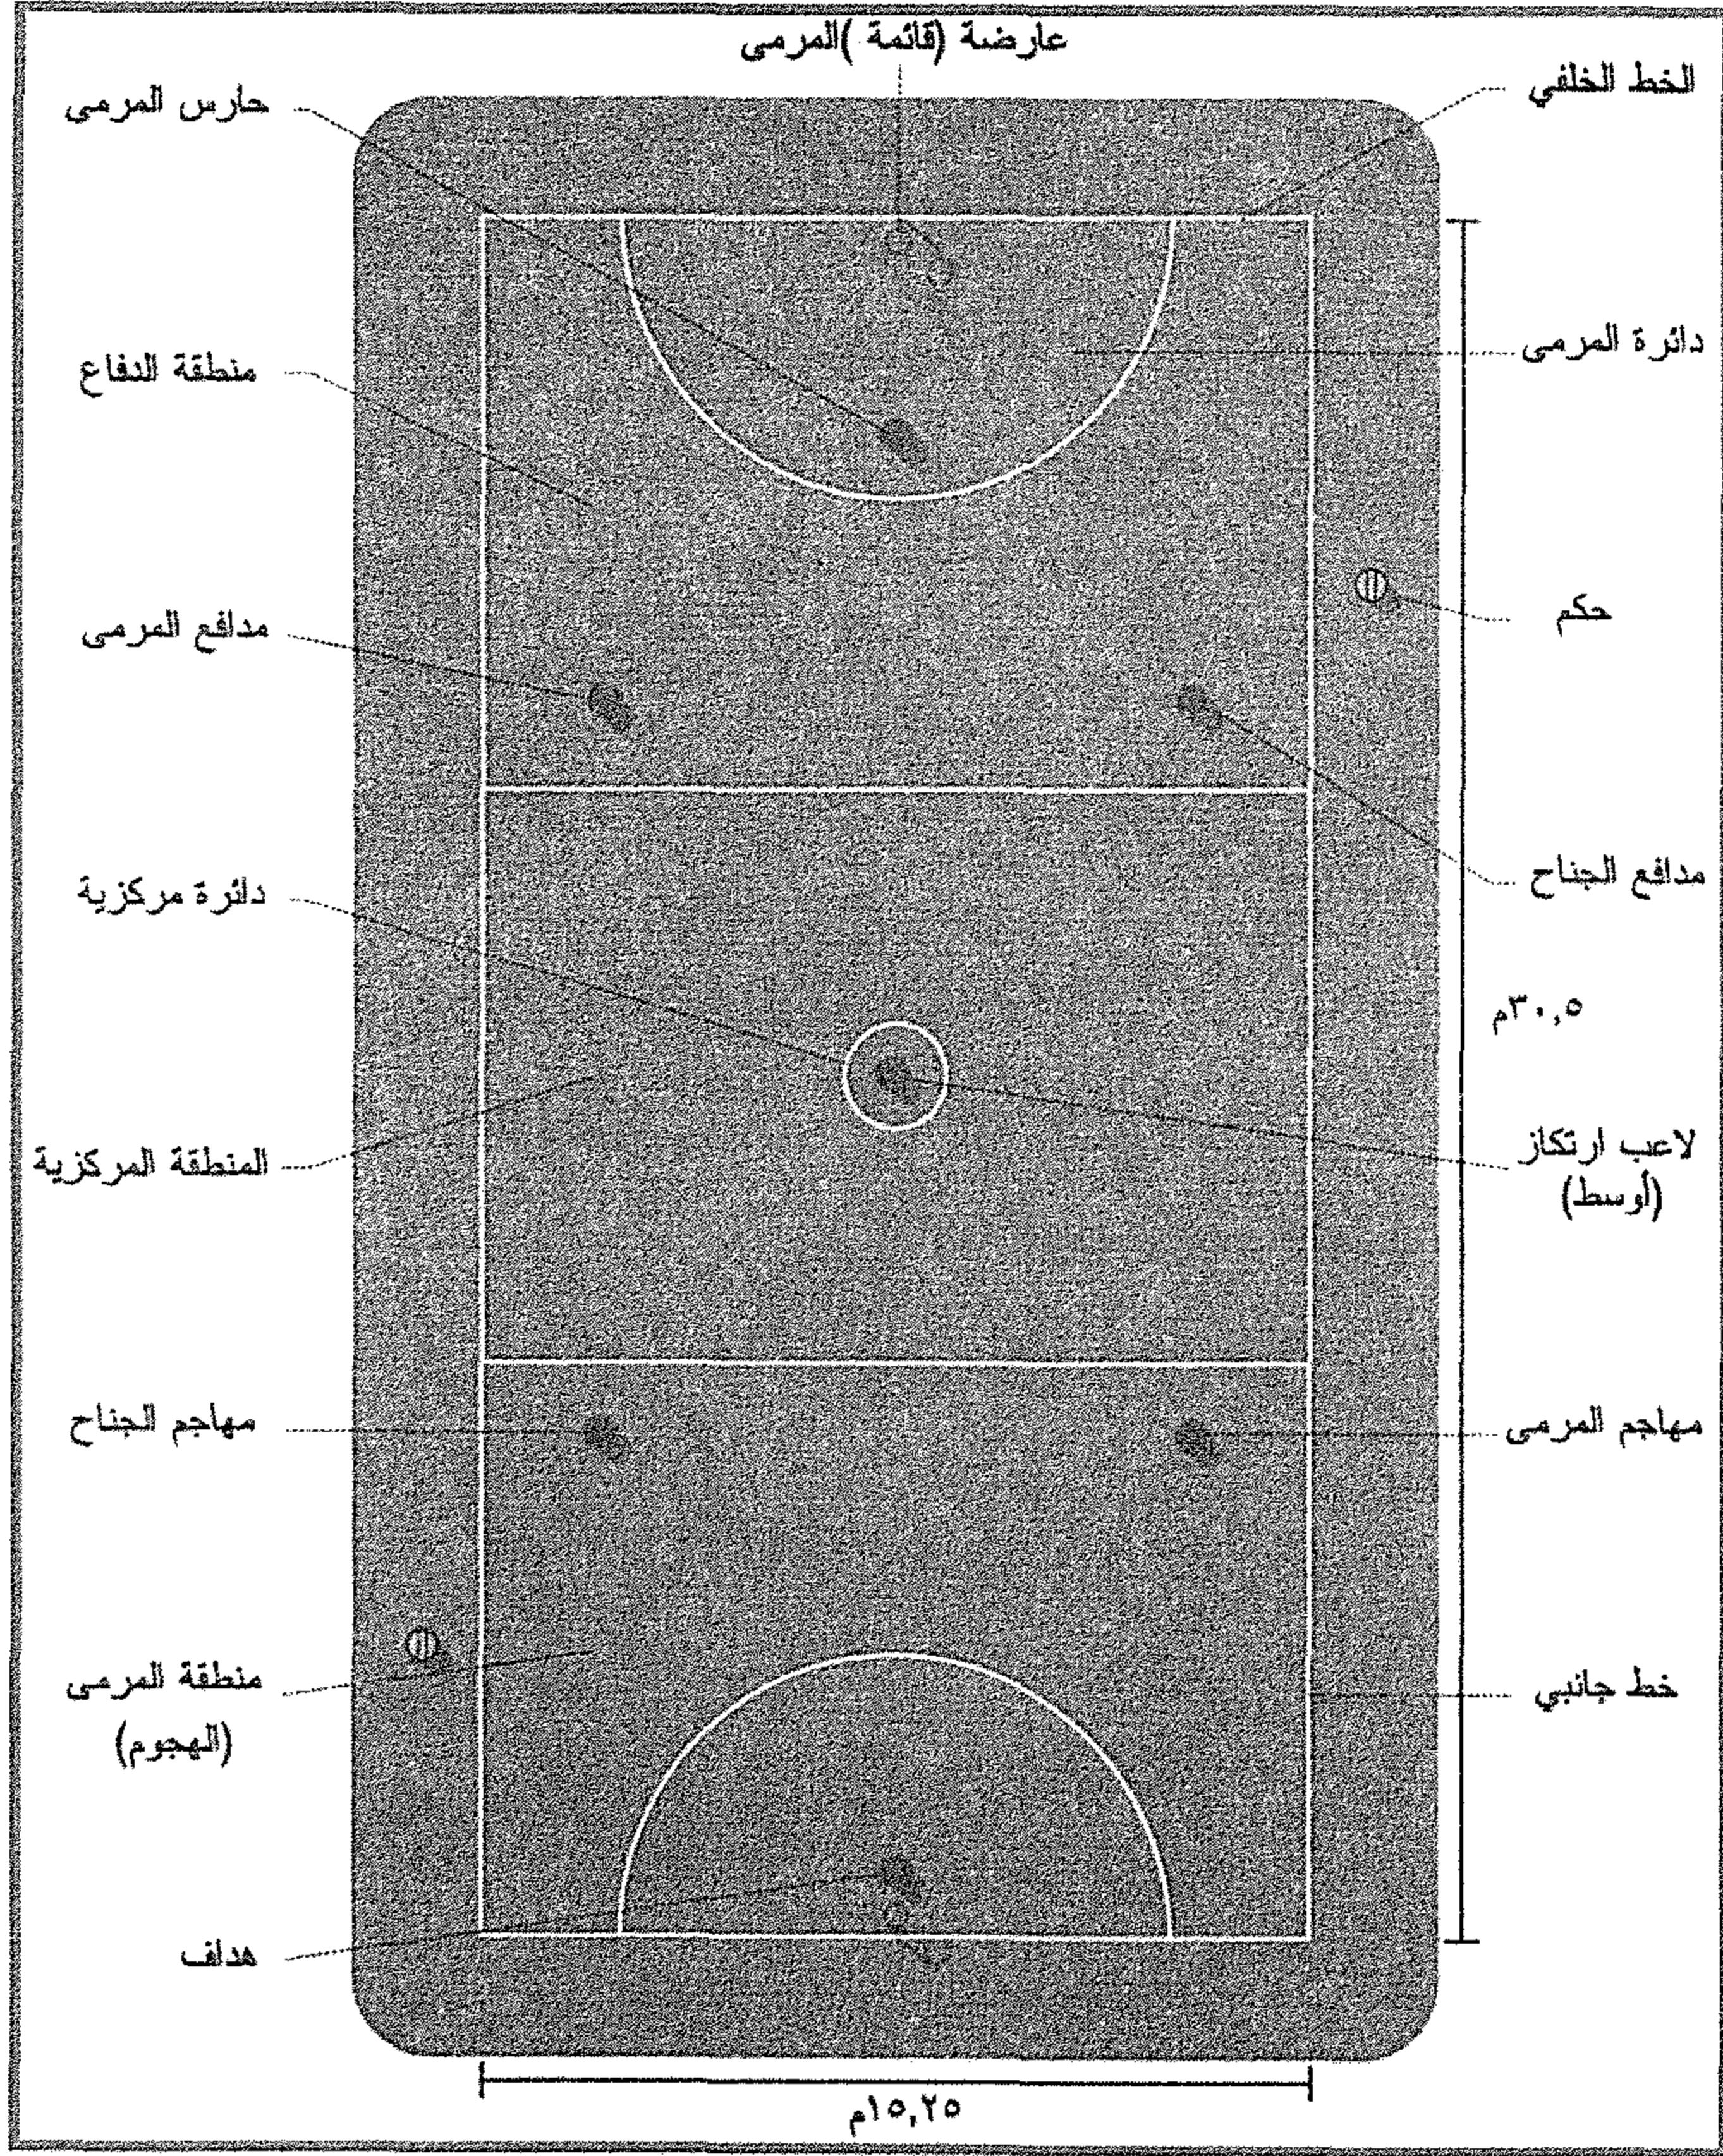 عارضة (قائمة )المرمى
الخط الخلفي
حارس المرمى
دائرة المرمى
منطقة الدفاع
حكم
مدافع المرمى
مدافع الجناح
دائرة مركزية
٣٠,٥م
لاعب ارتكاز
(أوسط)
المنطقة المركزية
مهاجم المرمى
مهاجم الجناح
خط جانبي
منطقة المرمى
(الهجوم)
هداف
١٥,٢٥م